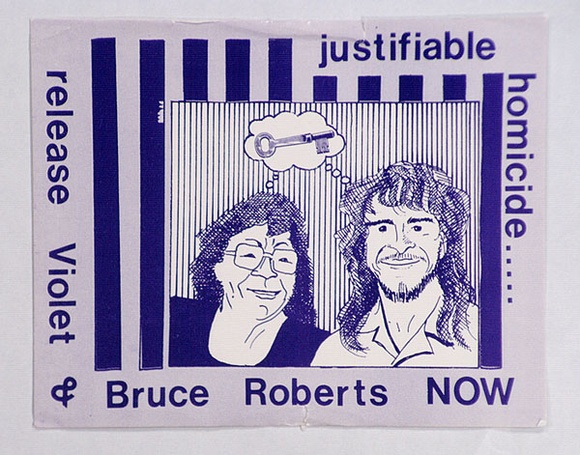 justifiable
homicide.....
release Violet
& Bruce Roberts NOW